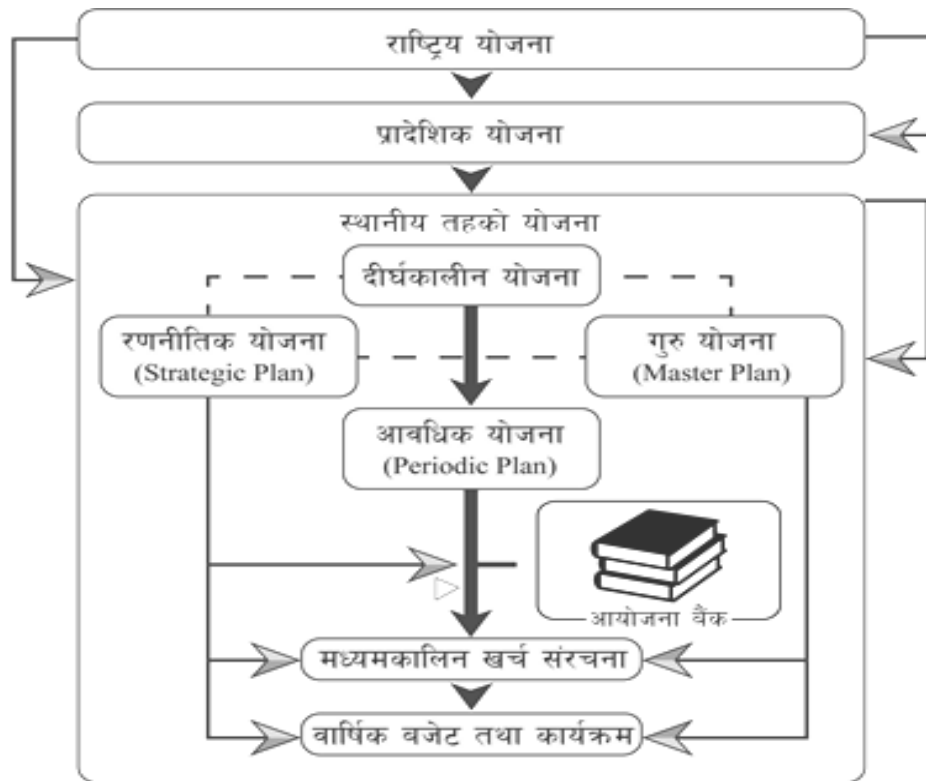 राष्ट्रिय योजना
प्रादेशिक योजना
स्थानीय तहको योजना
दीर्घकालीन योजना
रणनीतिक योजना
(Strategic Plan)
गुरु योजना
(Master Plan)
आवधिक योजना
(Periodic Plan)
आयोजना बैंक
मध्यमकालिन खर्च संरचना
वार्षिक बजेट तथा कार्यक्रम